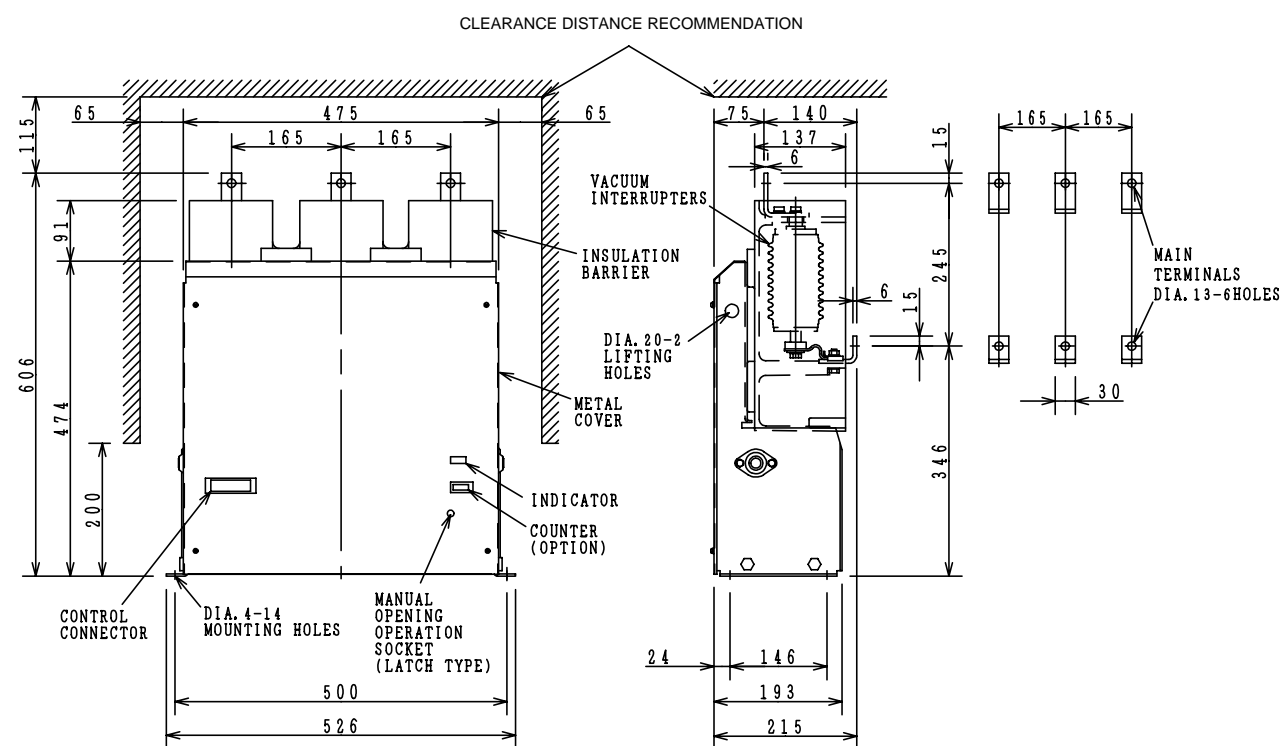 CLEARANCE DISTANCE RECOMMENDATION
65
475
65
75
140
115
165
165
137
6
15
165
165
VACUUM
INTERRUPTERS
91
INSULATION
BARRIER
245
MAIN
TERMINALS
DIA.13-6HOLES
6
15
DIA.20-2
LIFTING
HOLES
606
474
METAL
COVER
30
346
200
INDICATOR
COUNTER
(OPTION)
CONTROL
CONNECTOR
DIA.4-14
MOUNTING HOLES
MANUAL
OPENING
OPERATION
SOCKET
(LATCH TYPE)
24
146
500
193
526
215